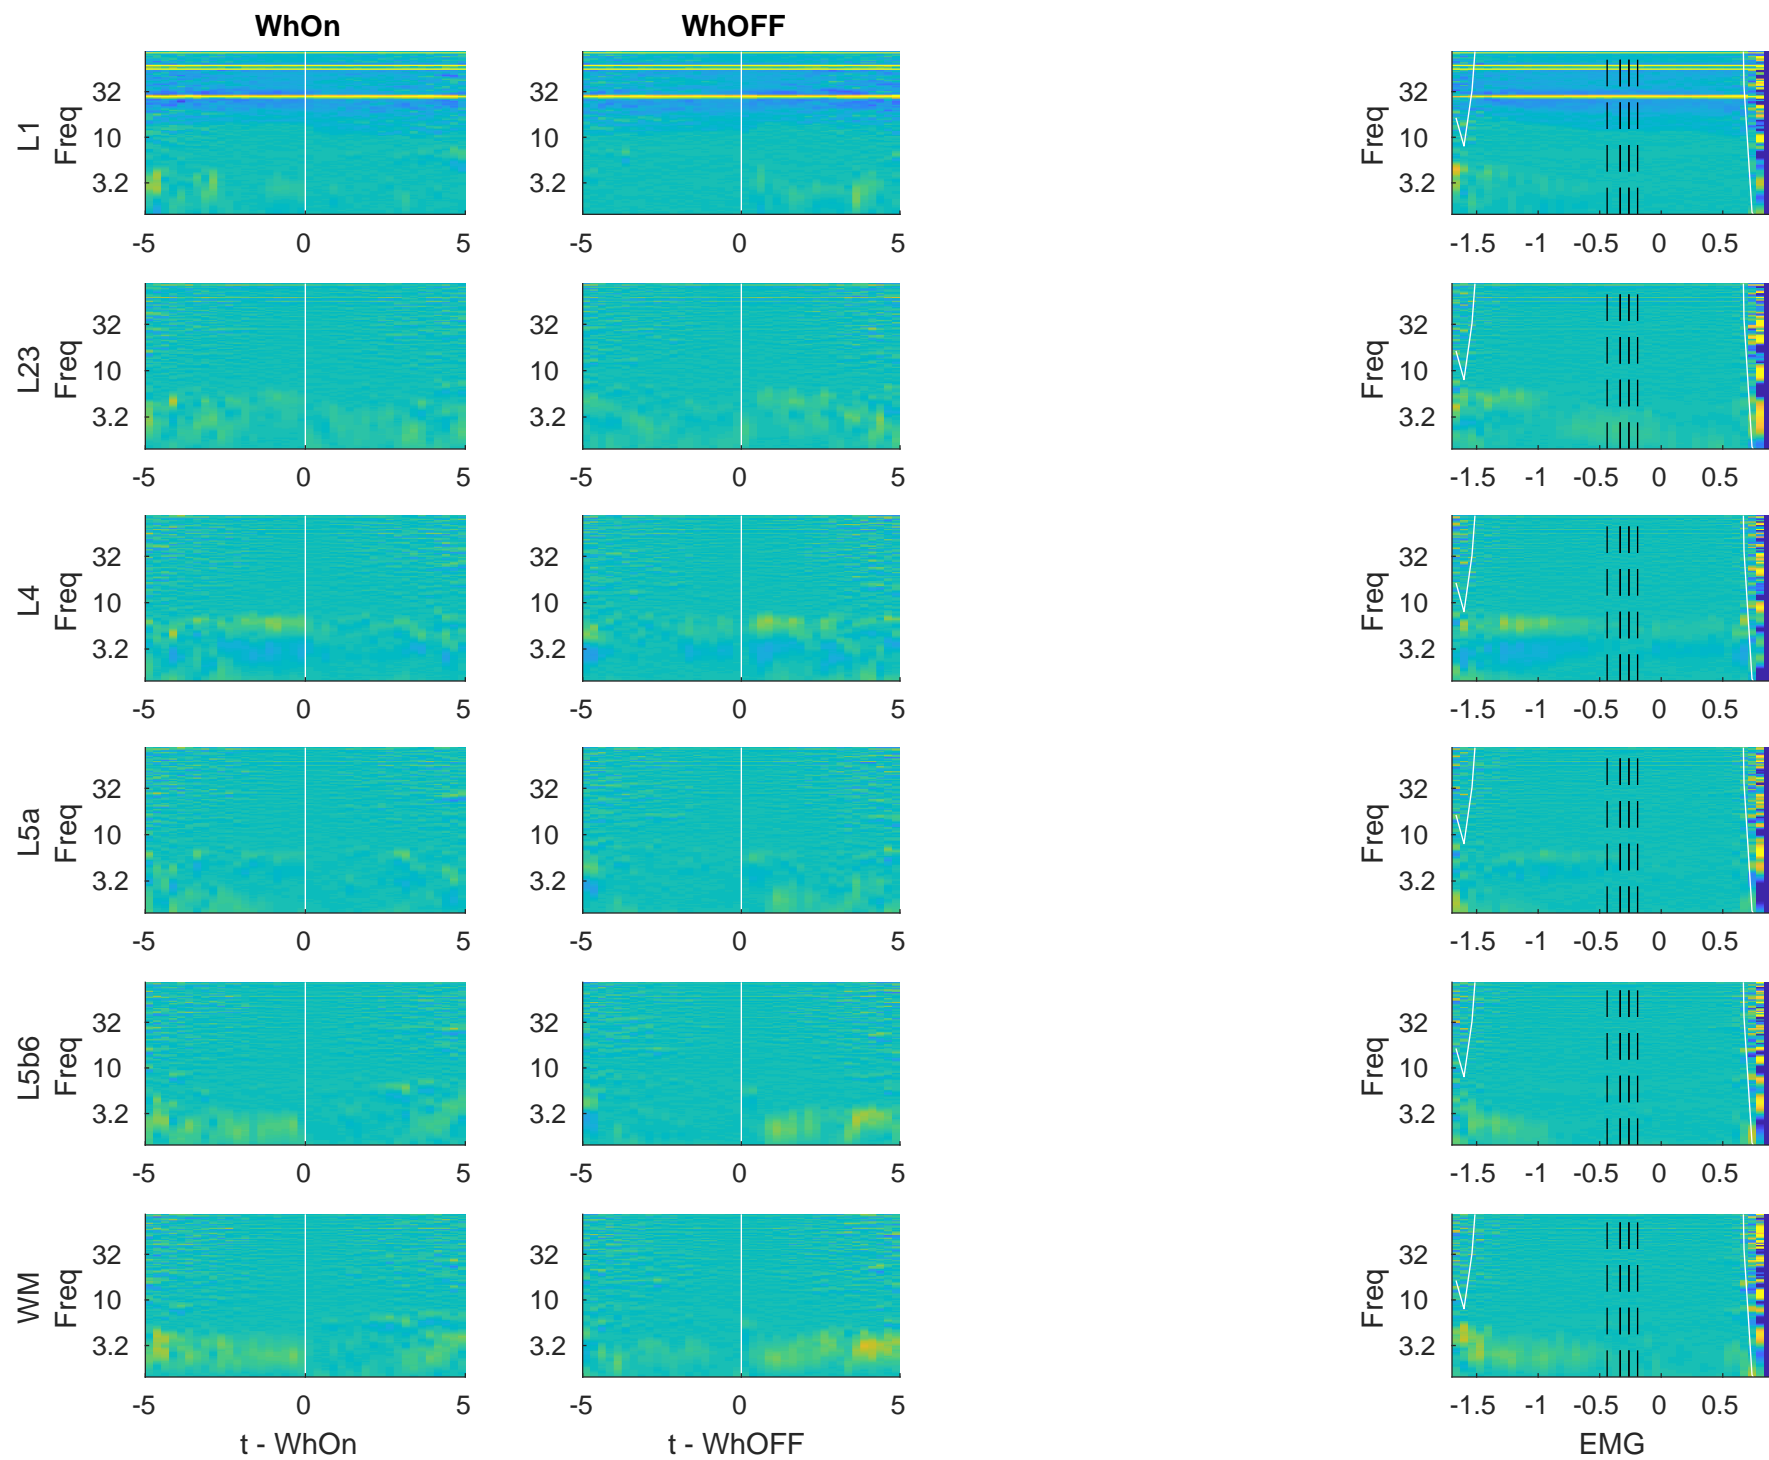 WhOn WhOFF
L1 Freq 32 10 3.2 32 10 3.2 Freq 32 10 3.2
-5 0 5 -5 0 5 -1.5 -1 -0.5 0 0.5
L23 Freq 32 10 3.2 32 10 3.2 Freq 32 10 3.2
-5 0 5 -5 0 5 -1.5 -1 -0.5 0 0.5
L4 Freq 32 10 3.2 32 10 3.2 Freq 32 10 3.2
-5 0 5 -5 0 5 -1.5 -1 -0.5 0 0.5
L5a Freq 32 10 3.2 32 10 3.2 Freq 32 10 3.2
-5 0 5 -5 0 5 -1.5 -1 -0.5 0 0.5
L5b6 Freq 32 10 3.2 32 10 3.2 Freq 32 10 3.2
-5 0 5 -5 0 5 -1.5 -1 -0.5 0 0.5
WM Freq 32 10 3.2 32 10 3.2 Freq 32 10 3.2
-5 0 5 -5 0 5 -1.5 -1 -0.5 0 0.5
t - WhOn t - WhOFF EMG